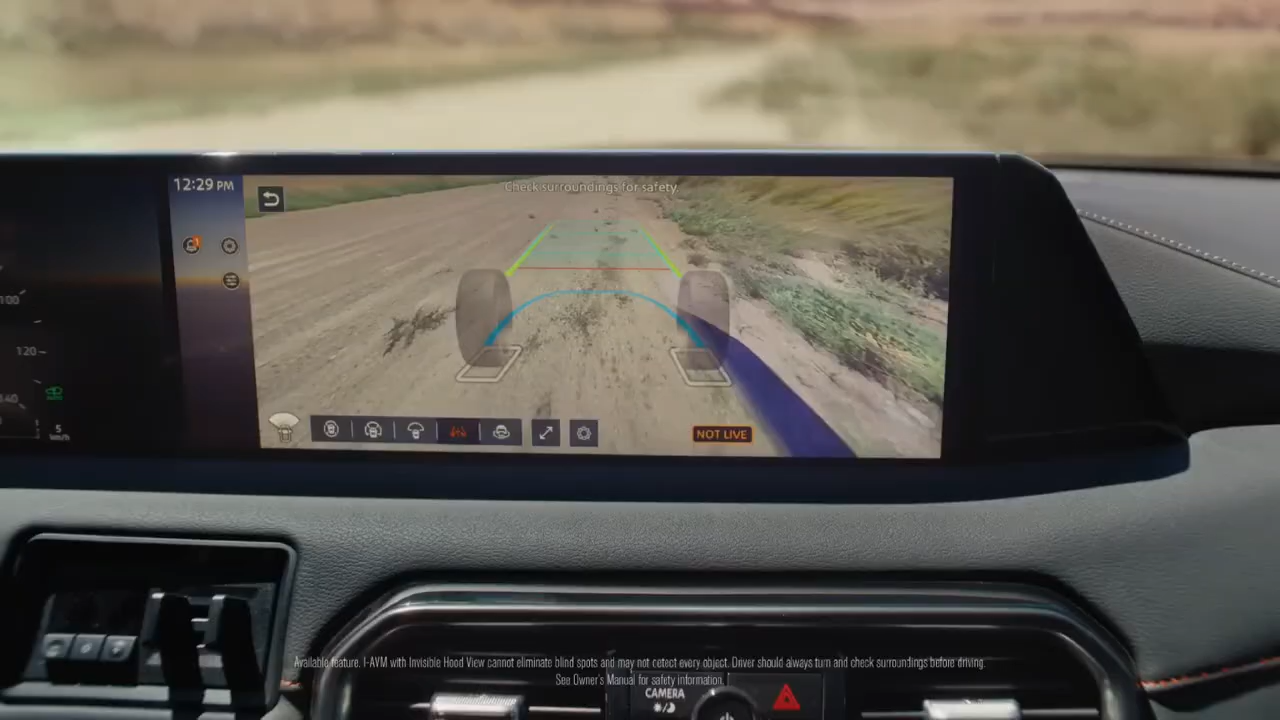 12:29 PM
Check surroundings for safety.
100
120
140
AUTO
5
km/h
NOT LIVE
Available feature. I-AVM with Invisible Hood View cannot eliminate blind spots and may not detect every object. Driver should always turn and check surroundings before driving.
See Owner's Manual for safety information.
CAMERA